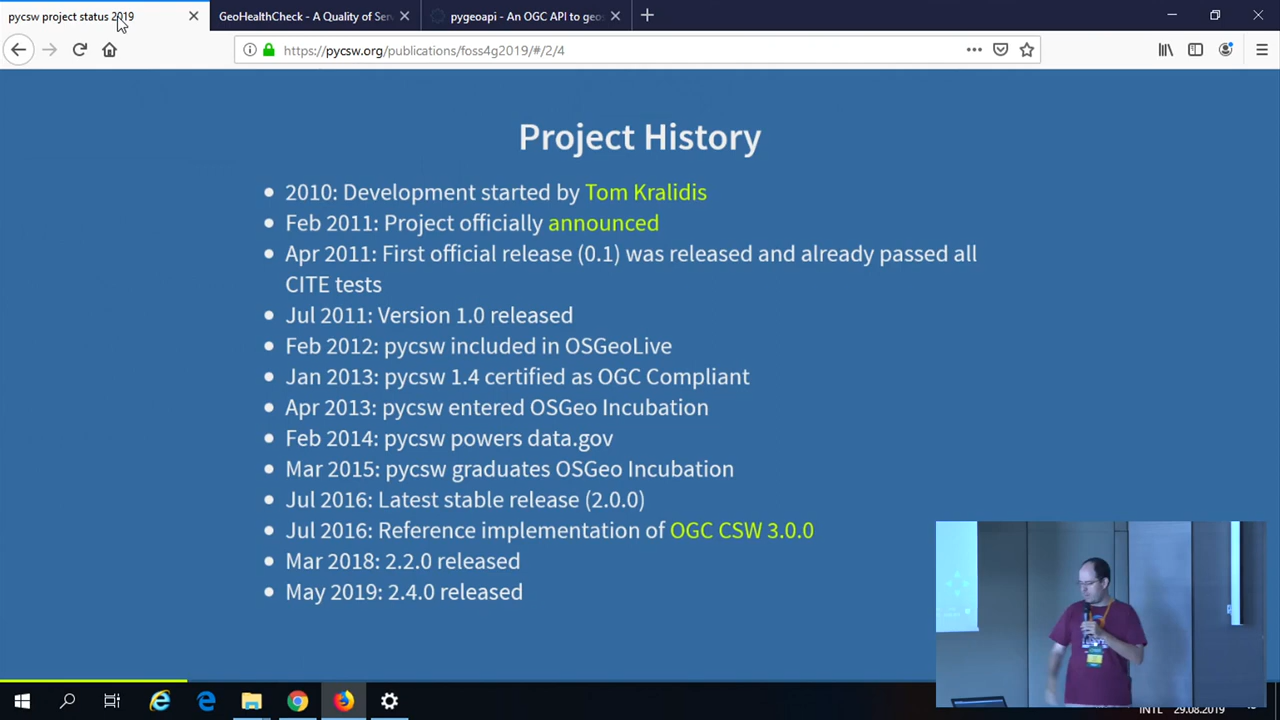 pycsw project status 2019
GeoHealthCheck - A Quality of Ser
pygeoapi - An OGC API to geos
https://pycsw.org/publications/foss4g2019/#/2/4
Project History
2010: Development started by Tom Kralidis
Feb 2011: Project officially announced
Apr 2011: First official release (0.1) was released and already passed all
CITE tests
Jul 2011: Version 1.0 released
Feb 2012: pycsw included in OSGeoLive
Jan 2013: pycsw 1.4 certified as OGC Compliant
Apr 2013: pycsw entered OSGeo Incubation
Feb 2014: pycsw powers data.gov
Mar 2015: pycsw graduates OSGeo Incubation
Jul 2016: Latest stable release (2.0.0)
Jul 2016: Reference implementation of OGC CSW 3.0.0
Mar 2018: 2.2.0 released
May 2019: 2.4.0 released
INTL 29.08.2019